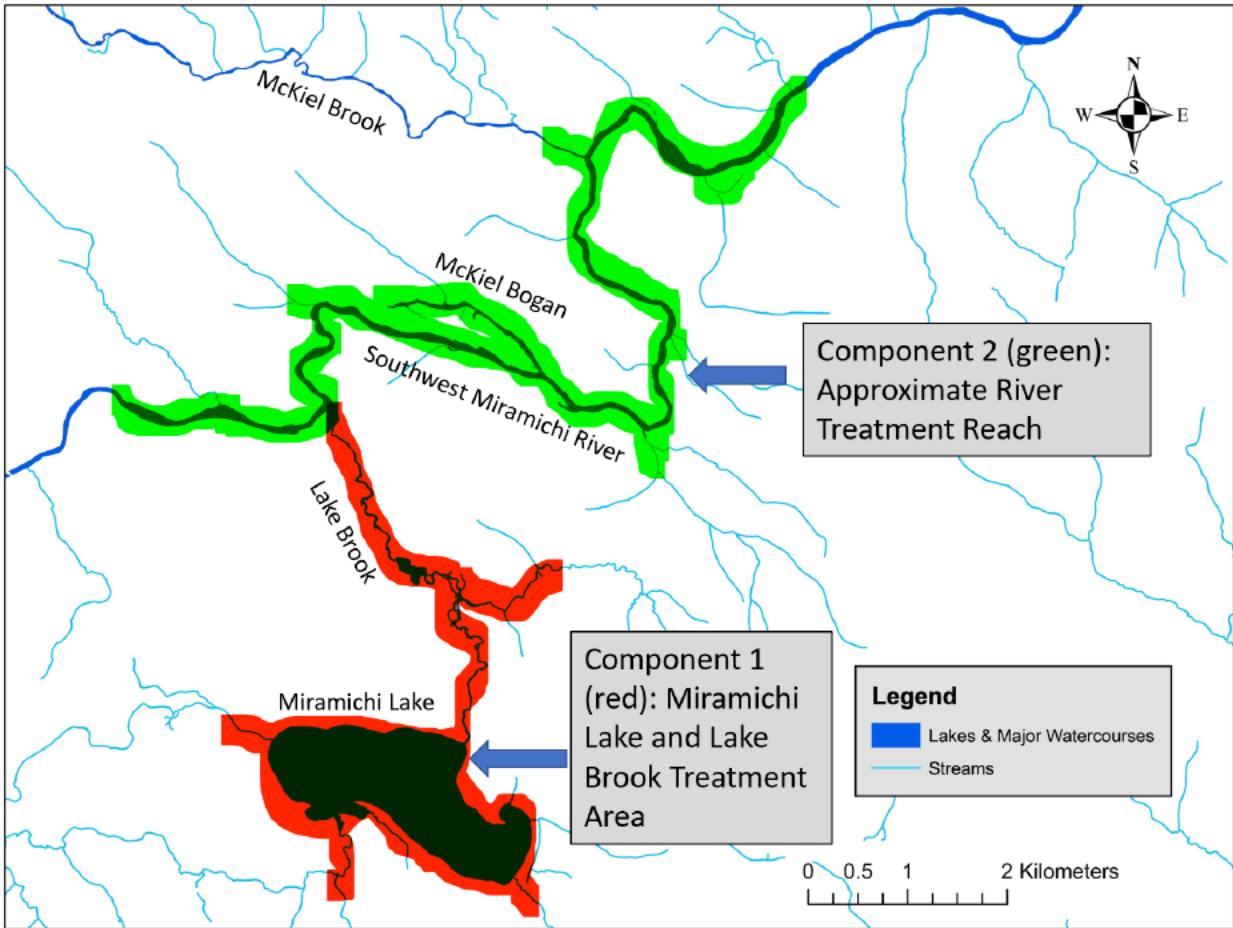 McKiel Brook
N
W E
S
McKiel Bogan
Southwest Miramichi River
Component 2 (green):
Approximate River
Treatment Reach
Lake Brook
Component 1
(red): Miramichi
Lake and Lake
Brook Treatment
Area
Miramichi Lake
Legend
Lakes & Major Watercourses
Streams
0 0.5 1 2 Kilometers